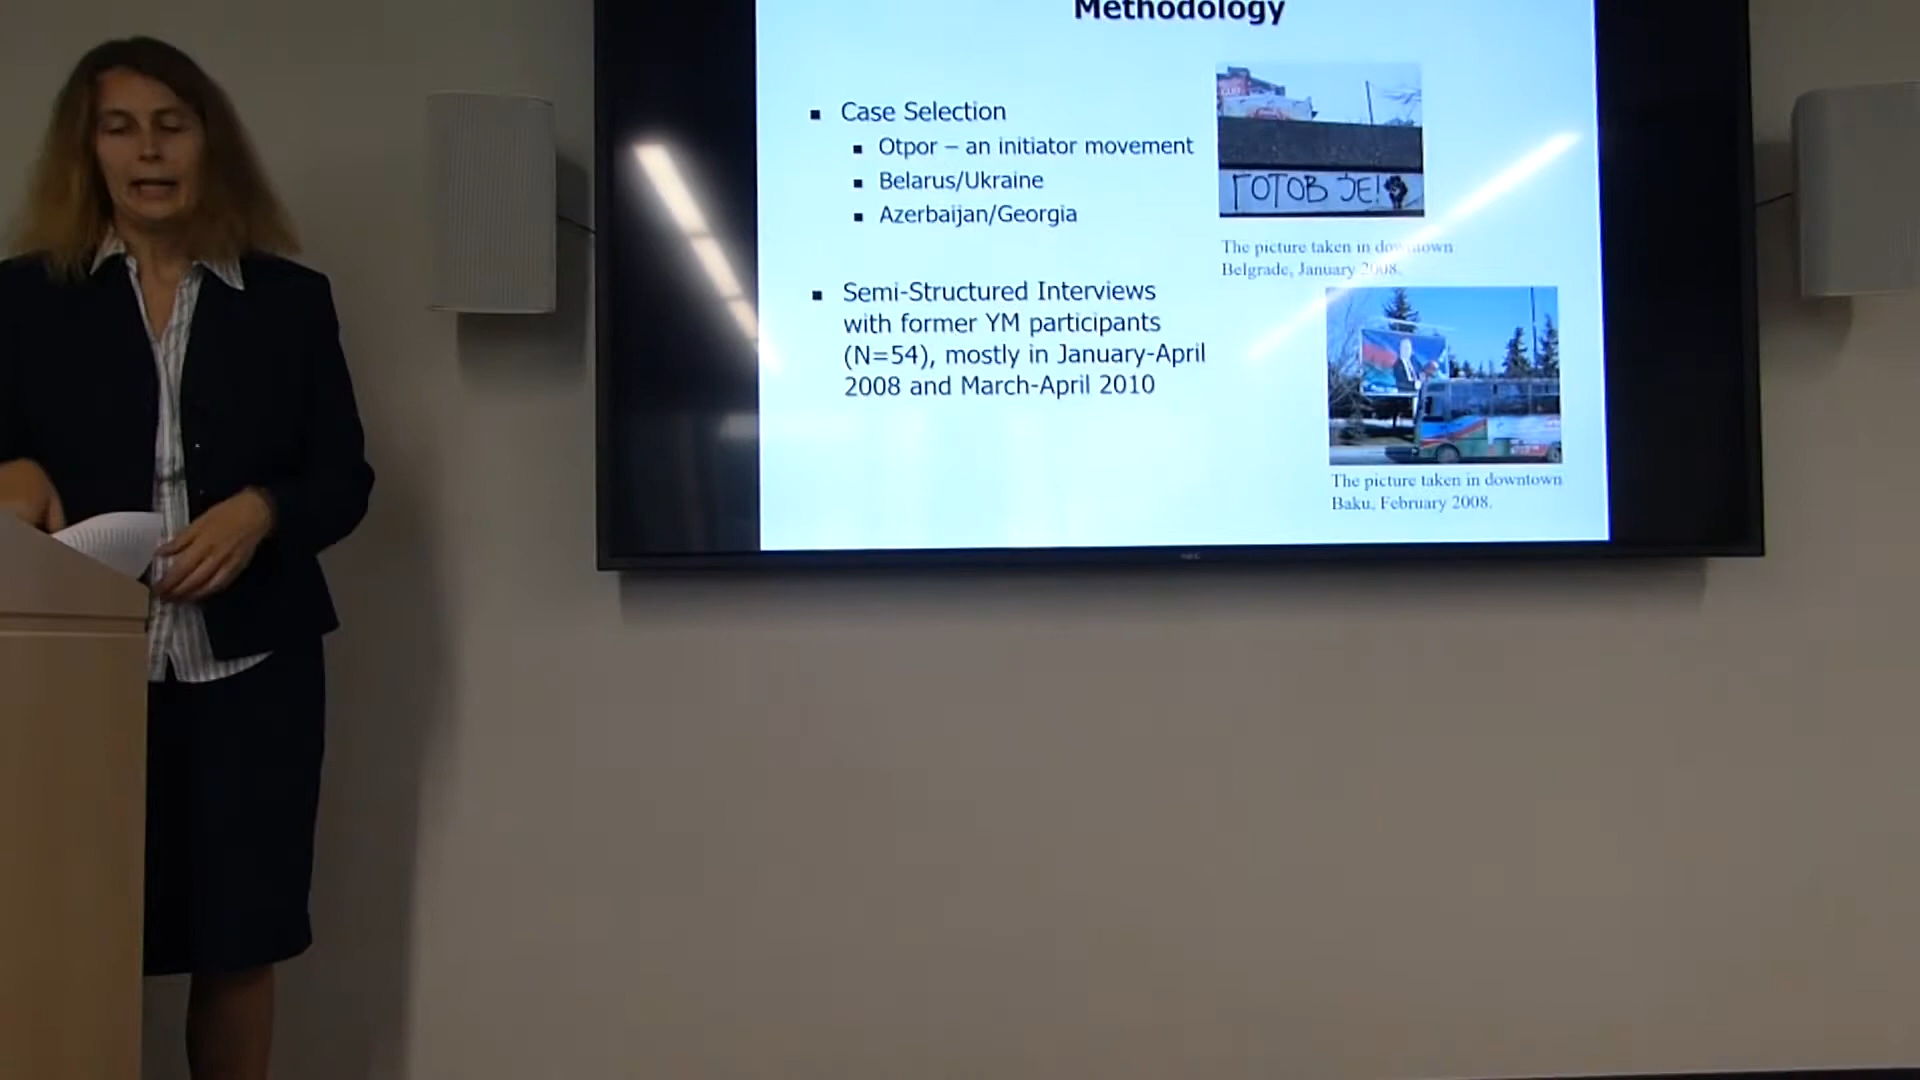 Methodology
Case Selection
Otpor – an initiator movement
Belarus/Ukraine
Azerbaijan/Georgia
ГОТОВ ЈЕ!
The picture taken in downtown
Belgrade, January 2008.
Semi-Structured Interviews
with former YM participants
(N=54), mostly in January-April
2008 and March-April 2010
The picture taken in downtown
Baku, February 2008.
NEC